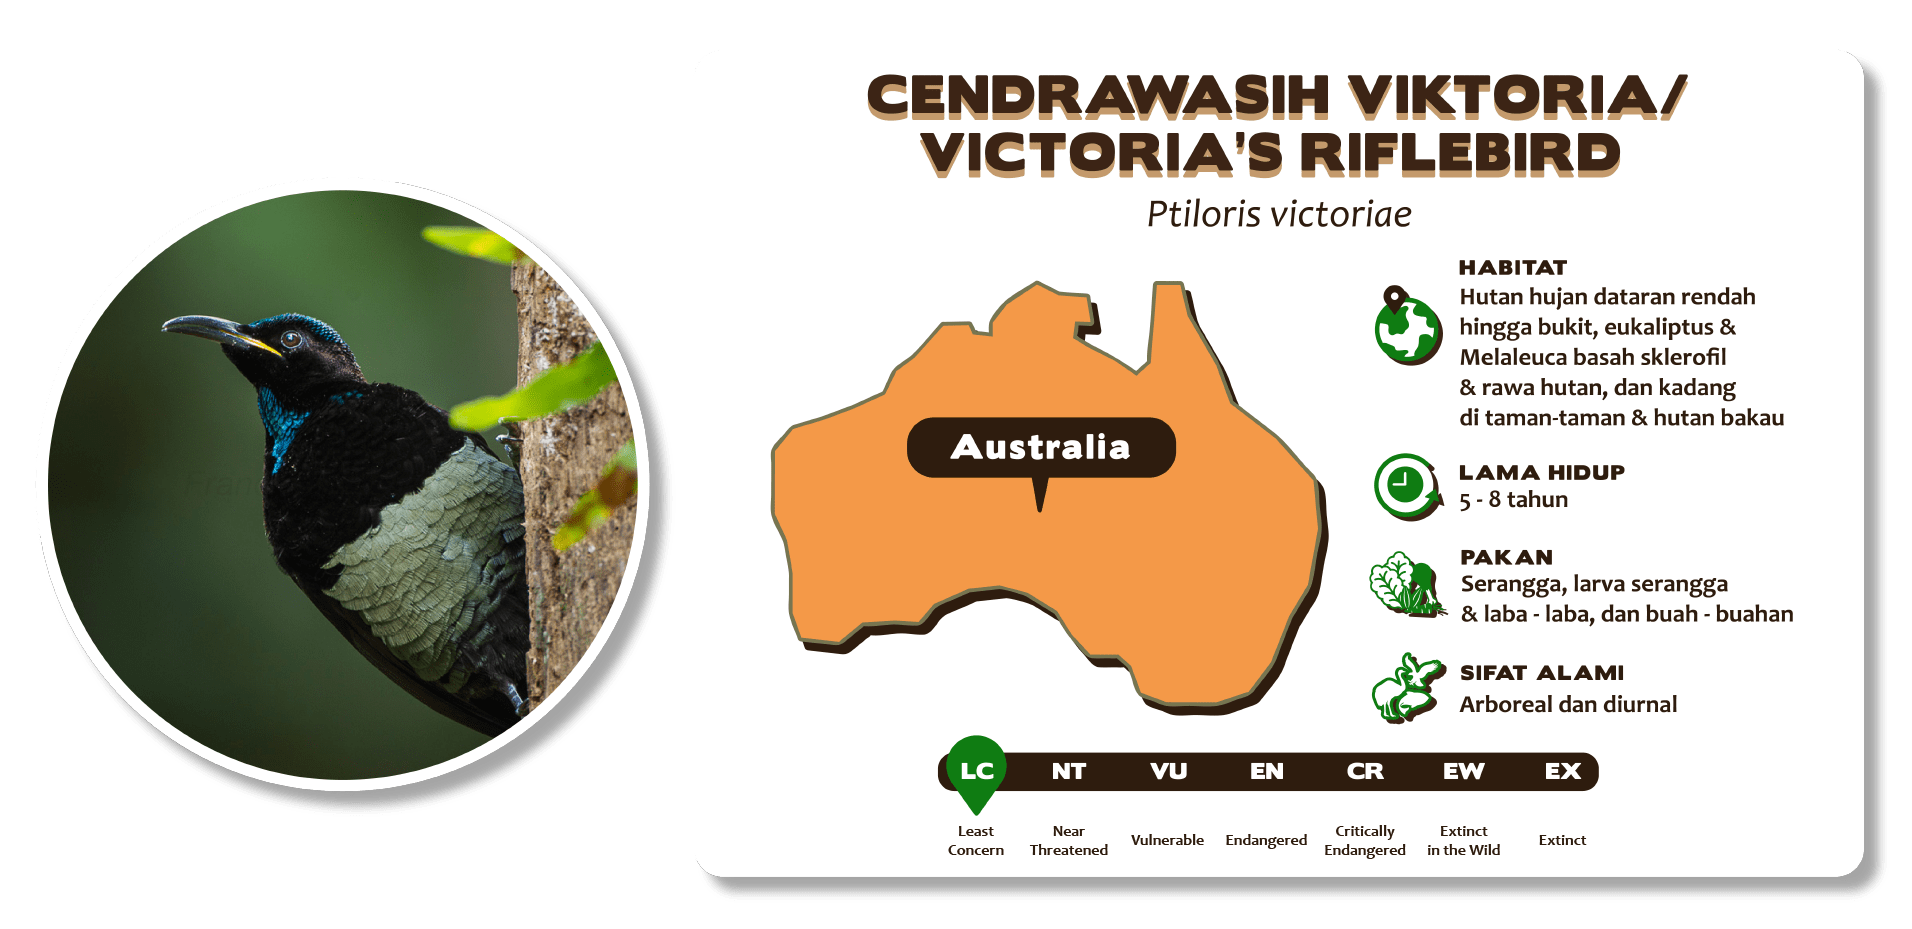 CENDRAWASIH VIKTORIA/
VICTORIA'S RIFLEBIRD
Ptiloris victoriae
Australia
HABITAT
Hutan hujan dataran rendah
hingga bukit, eukaliptus &
Melaleuca basah sklerofil
& rawa hutan, dan kadang
di taman-taman & hutan bakau
LAMA HIDUP
5 - 8 tahun
PAKAN
Serangga, larva serangga
& laba - laba, dan buah - buahan
SIFAT ALAMI
Arboreal dan diurnal
LC NT VU EN CR EW EX
Least Concern
Near Threatened
Vulnerable
Endangered
Critically Endangered
Extinct in the Wild
Extinct